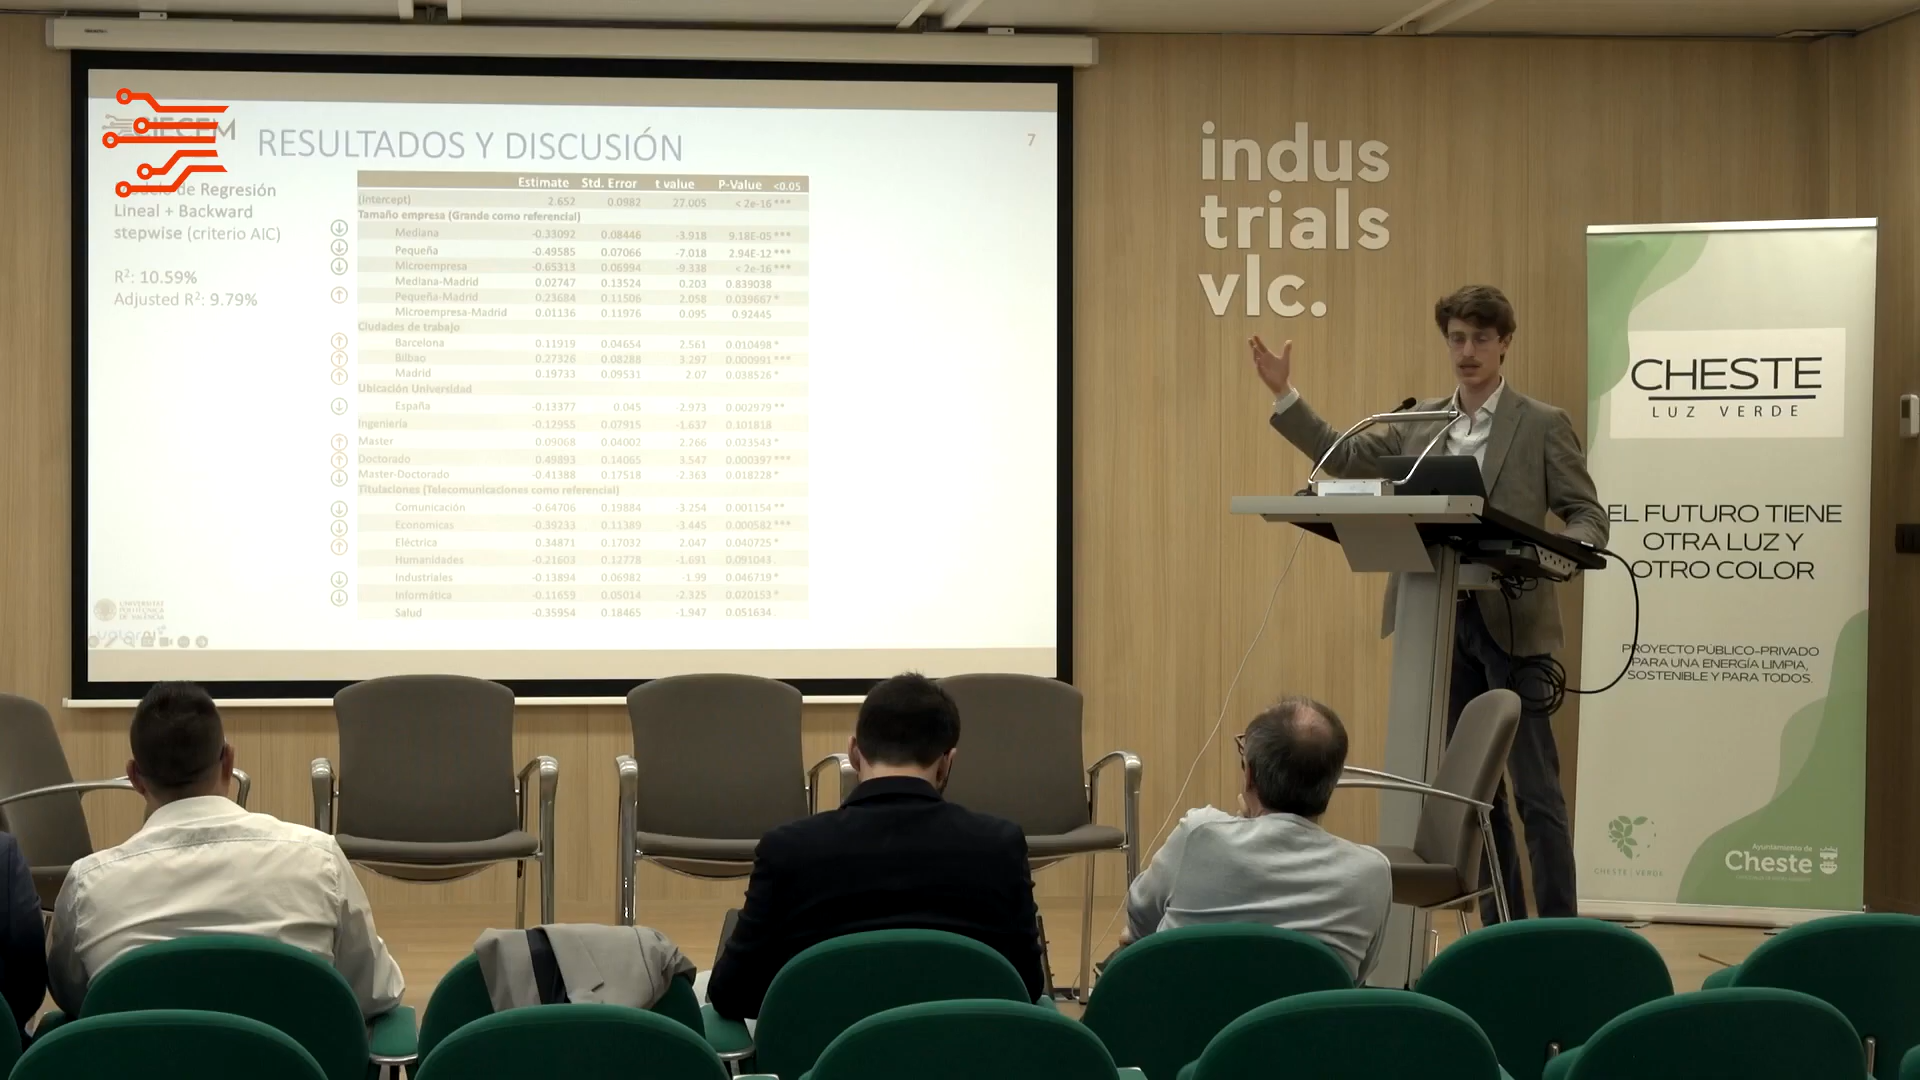 RESULTADOS Y DISCUSIÓN
7
de Regresión
Lineal + Backward
stepwise (criterio AIC)
R²: 10.59%
Adjusted R²: 9.79%
Estimate Std. Error t value P-Value <0.05
(Intercept) 2.652 0.0982 27.005 < 2e-16 ***
Tamaño empresa (Grande como referencial)
Mediana -0.33092 0.08446 -3.918 9.18E-05 ***
Pequeña -0.49585 0.07066 -7.018 2.94E-12 ***
Microempresa -0.65313 0.06994 -9.338 < 2e-16 ***
Mediana-Madrid 0.02747 0.13524 0.203 0.839038
Pequeña-Madrid 0.23684 0.11506 2.058 0.039667 *
Microempresa-Madrid 0.01136 0.11976 0.095 0.92445
Ciudades de trabajo
Barcelona 0.11919 0.04654 2.561 0.010498 *
Bilbao 0.27326 0.08288 3.297 0.000991 ***
Madrid 0.19733 0.09531 2.07 0.038526 *
Ubicación Universidad
España -0.13377 0.045 -2.973 0.002979 **
Ingeniería -0.12955 0.07915 -1.637 0.101818
Master 0.09068 0.04002 2.266 0.023543 *
Doctorado 0.49893 0.14065 3.547 0.000397 ***
Master-Doctorado -0.41388 0.17518 -2.363 0.018228 *
Titulaciones (Telecomunicaciones como referencial)
Comunicación -0.64706 0.19884 -3.254 0.001154 **
Económicas -0.39233 0.11389 -3.445 0.000582 ***
Eléctrica 0.34871 0.17032 2.047 0.040725 *
Humanidades -0.21603 0.12778 -1.691 0.091043 .
Industriales -0.13894 0.06982 -1.99 0.046719 *
Informática -0.11659 0.05014 -2.325 0.020153 *
Salud -0.35954 0.18465 -1.947 0.051634 .
UNIVERSITAT
POLITÈCNICA
DE VALÈNCIA
indus
trials
vlc.
CHESTE
LUZ VERDE
EL FUTURO TIENE
OTRA LUZ Y
OTRO COLOR
PROYECTO PÚBLICO-PRIVADO
PARA UNA ENERGÍA LIMPIA,
SOSTENIBLE Y PARA TODOS.
CHESTE | VERDE
Ayuntamiento de
Cheste